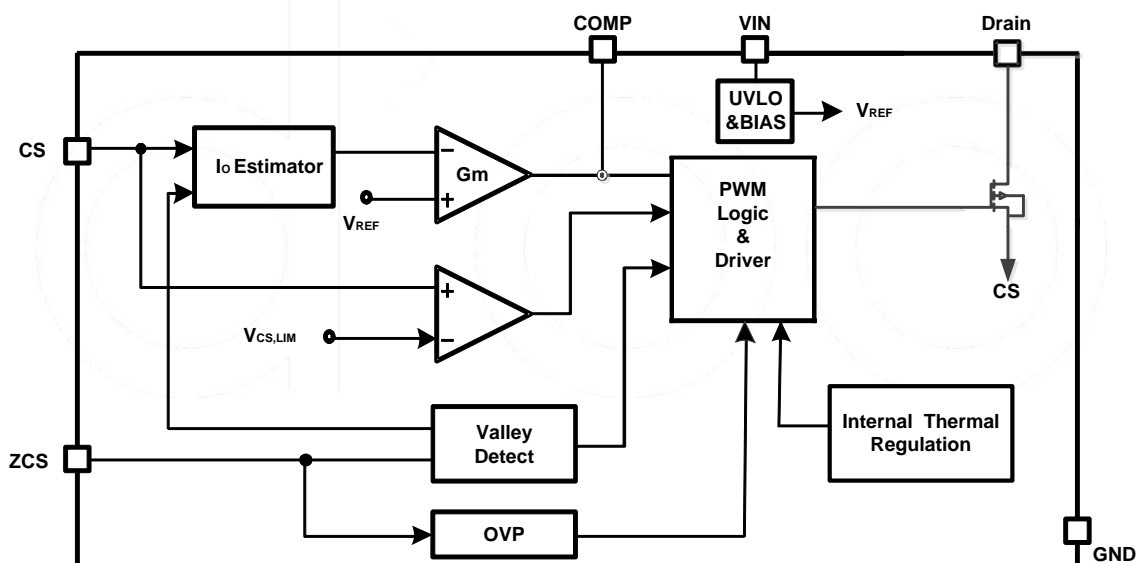 COMP
VIN
Drain
UVLO
&BIAS
VREF
CS
Io Estimator
−
Gm
+
VREF
PWM
Logic
&
Driver
+
VCS,LIM
−
CS
Valley
Detect
Internal Thermal
Regulation
ZCS
OVP
GND